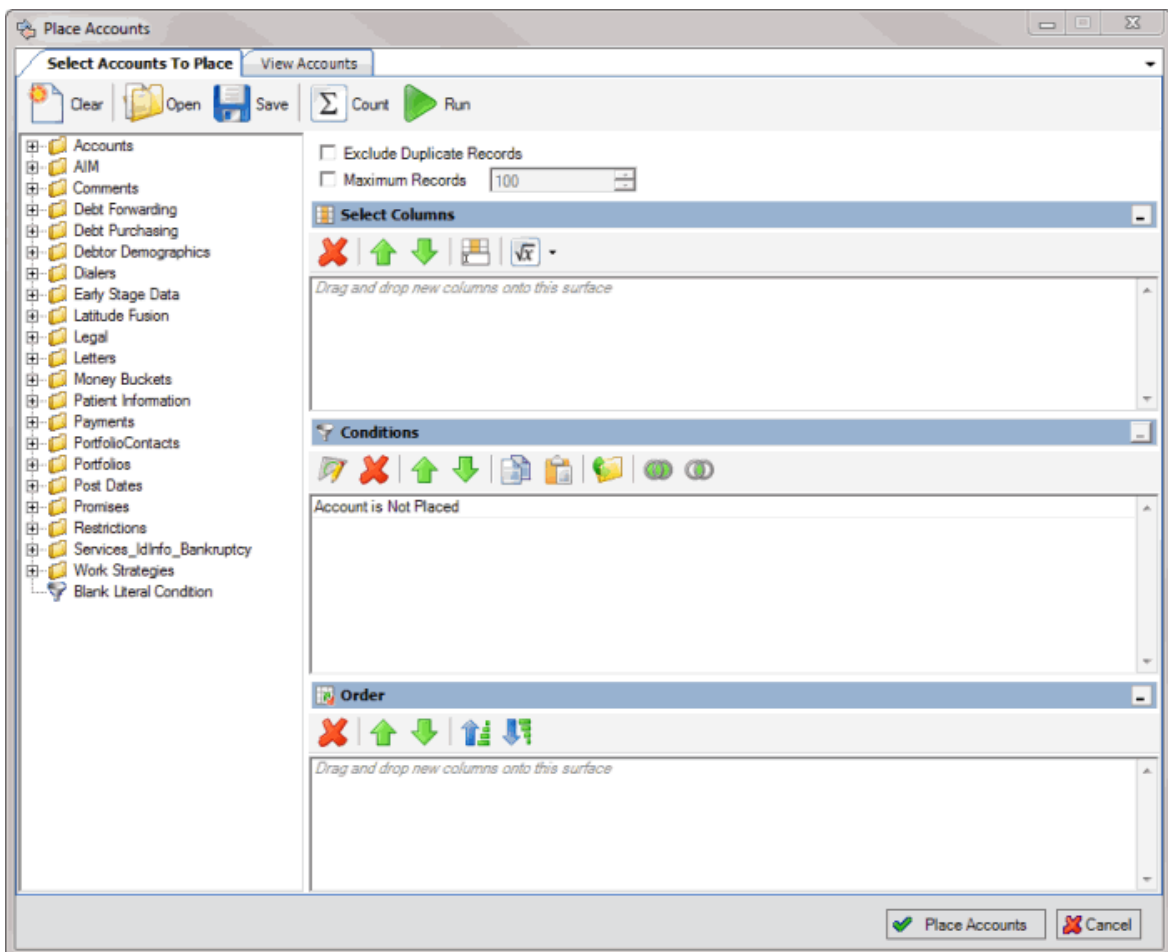 Place Accounts
Select Accounts To Place View Accounts
Clear Open Save Σ Count Run
Accounts
AIM
Comments
Debt Forwarding
Debt Purchasing
Debtor Demographics
Dialers
Early Stage Data
Latitude Fusion
Legal
Letters
Money Buckets
Patient Information
Payments
PortfolioContacts
Portfolios
Post Dates
Promises
Restrictions
Services_IdInfo_Bankruptcy
Work Strategies
Blank Literal Condition
Exclude Duplicate Records
Maximum Records 100
Select Columns
√x
Drag and drop new columns onto this surface
Conditions
Account is Not Placed
Order
Drag and drop new columns onto this surface
Place Accounts Cancel